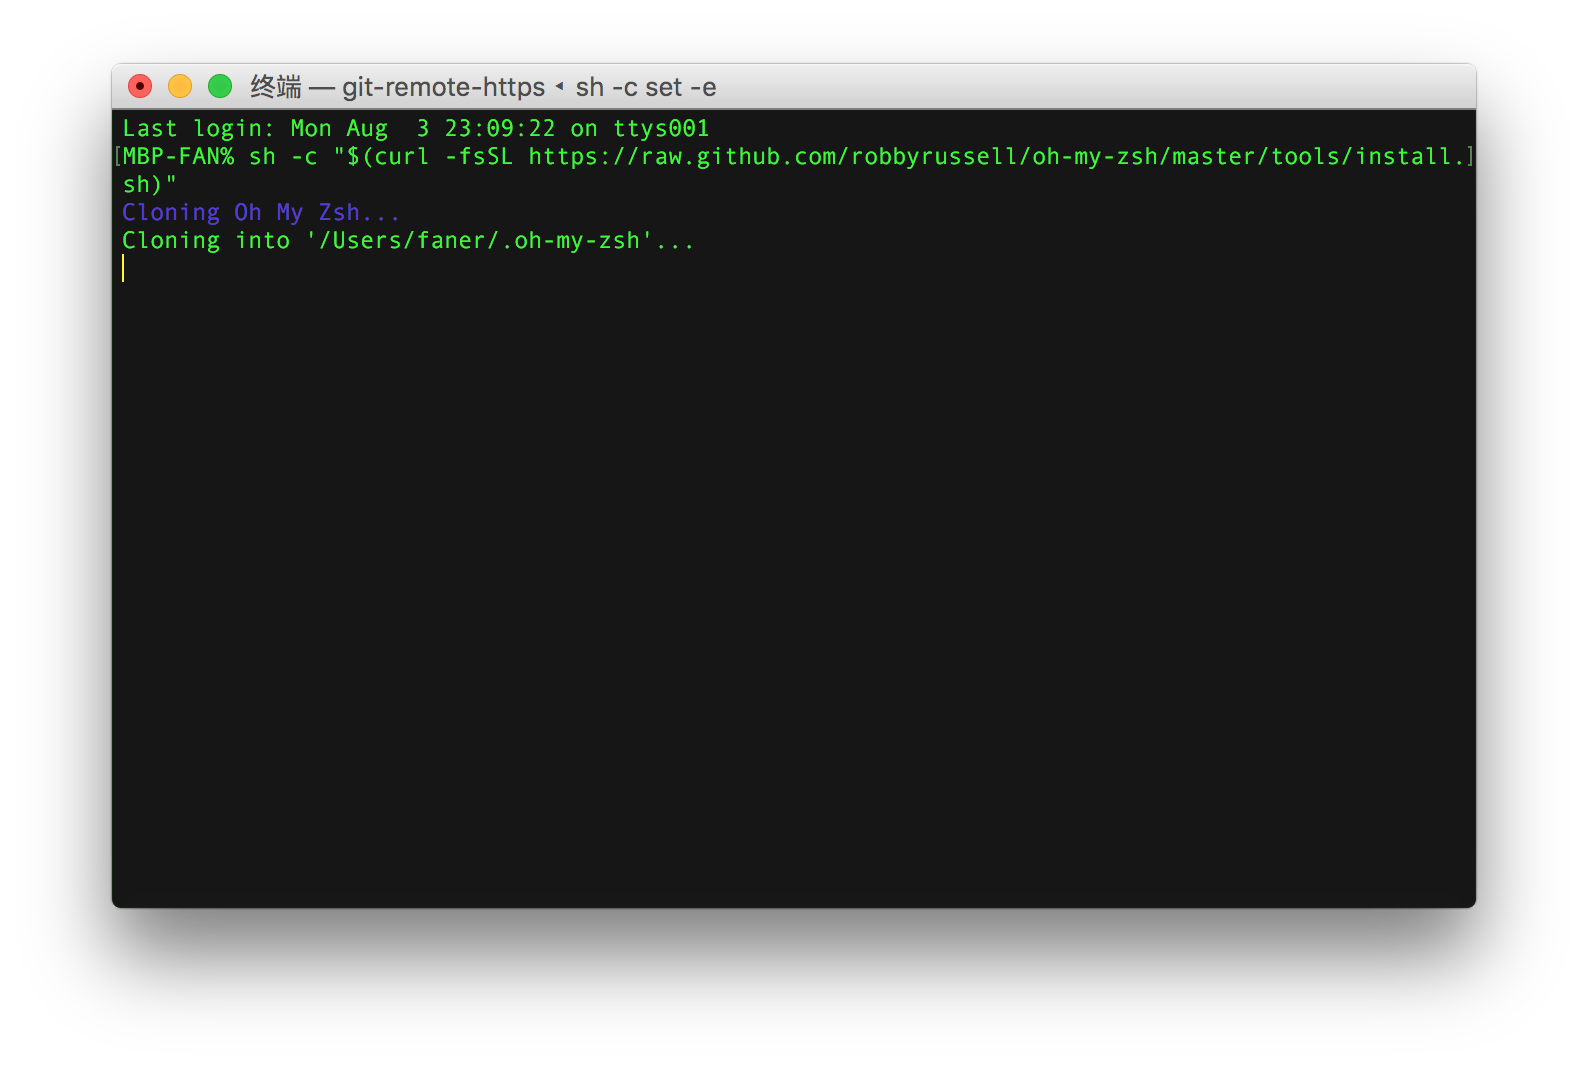 终端 — git-remote-https ◂ sh -c set -e
Last login: Mon Aug  3 23:09:22 on ttys001
[MBP-FAN% sh -c "$(curl -fsSL https://raw.github.com/robbyrussell/oh-my-zsh/master/tools/install.]
sh)"
Cloning Oh My Zsh...
Cloning into '/Users/faner/.oh-my-zsh'...